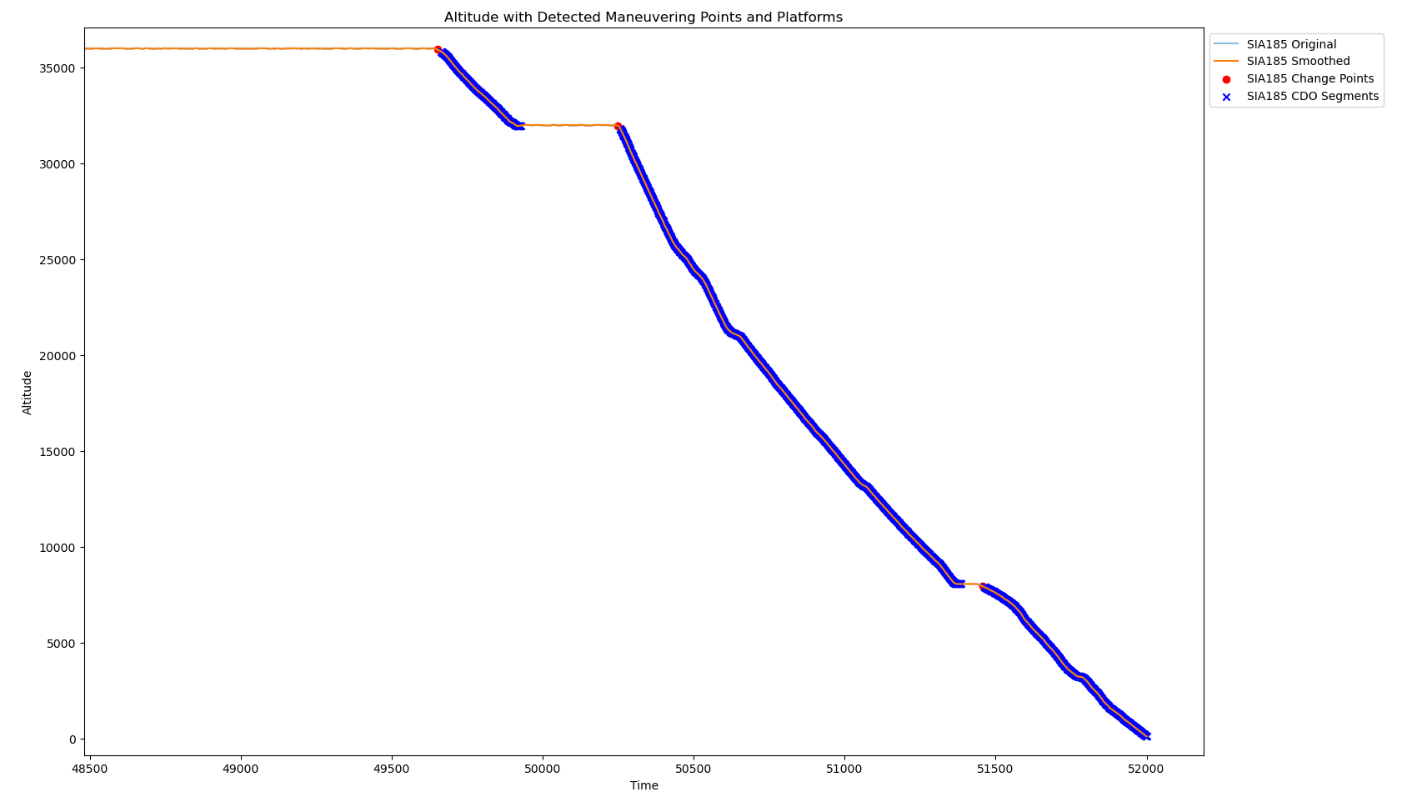 Altitude with Detected Maneuvering Points and Platforms
SIA185 Original
SIA185 Smoothed
SIA185 Change Points
SIA185 CDO Segments
Altitude
35000
30000
25000
20000
15000
10000
5000
0
48500 49000 49500 50000 50500 51000 51500 52000
Time